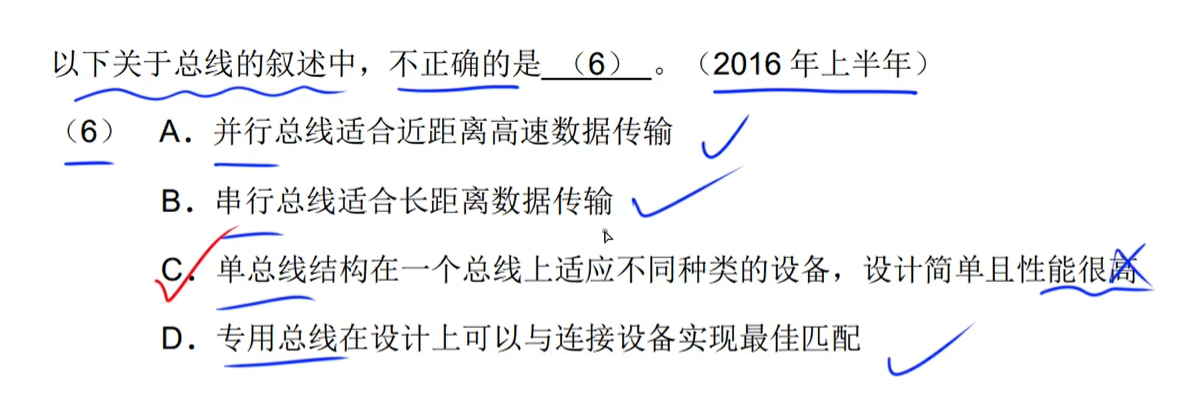 以下关于总线的叙述中，不正确的是（6）。（2016 年上半年）
（6） A．并行总线适合近距离高速数据传输
B．串行总线适合长距离数据传输
C．单总线结构在一个总线上适应不同种类的设备，设计简单且性能很高
D．专用总线在设计上可以与连接设备实现最佳匹配